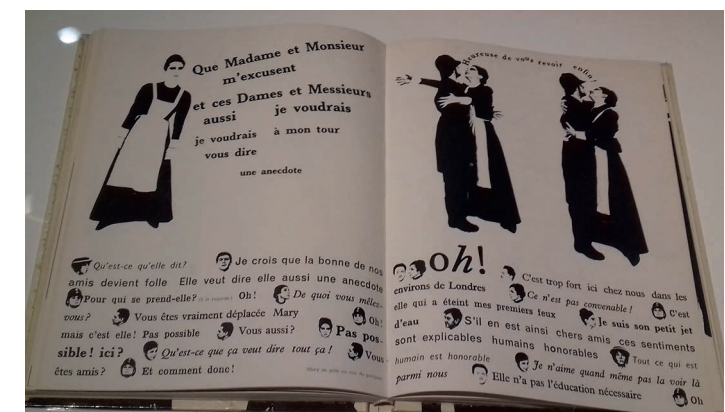 Que Madame et Monsieur
m'excusent
et ces Dames et Messieurs
aussi je voudrais
je voudrais à mon tour
vous dire
une anecdote
Qu'est-ce qu'elle dit? Je crois que la bonne de nos
amis devient folle Elle veut dire elle aussi une anecdote
Pour qui se prend-elle? Oh! De quoi vous mêlez-
vous? Vous êtes vraiment déplacée Mary Oh!
mais c'est elle! Pas possible Vous aussi? Pas pos-
sible! ici? Qu'est-ce que ça veut dire tout ça! Vous
êtes amis? Et comment donc!
Heureuse de vous revoir enfin!
oh! C'est trop fort ici chez nous dans les
environs de Londres Ce n'est pas convenable! C'est
elle qui a éteint mes premiers feux Je suis son petit jet
d'eau S'il en est ainsi chers amis ces sentiments
sont explicables humains honorables Tout ce qui est
humain est honorable Je n'aime quand même pas la voir là
parmi nous Elle n'a pas l'éducation nécessaire Oh